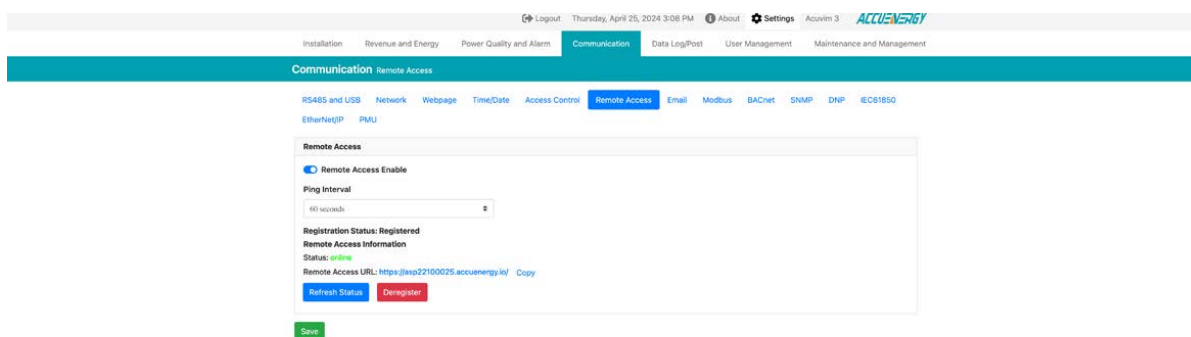 Logout Thursday, April 25, 2024 3:08 PM About Settings Acuvim 3 ACCUENERGY
Installation Revenue and Energy Power Quality and Alarm Communication Data Log/Post User Management Maintenance and Management
Communication Remote Access
RS485 and USB Network Webpage Time/Date Access Control Remote Access Email Modbus BACnet SNMP DNP IEC61850
EtherNet/IP PMU
Remote Access
Remote Access Enable
Ping Interval
60 seconds
Registration Status: Registered
Remote Access Information
Status: online
Remote Access URL: https://asp22100025.accuenergy.io/ Copy
Refresh Status Deregister
Save